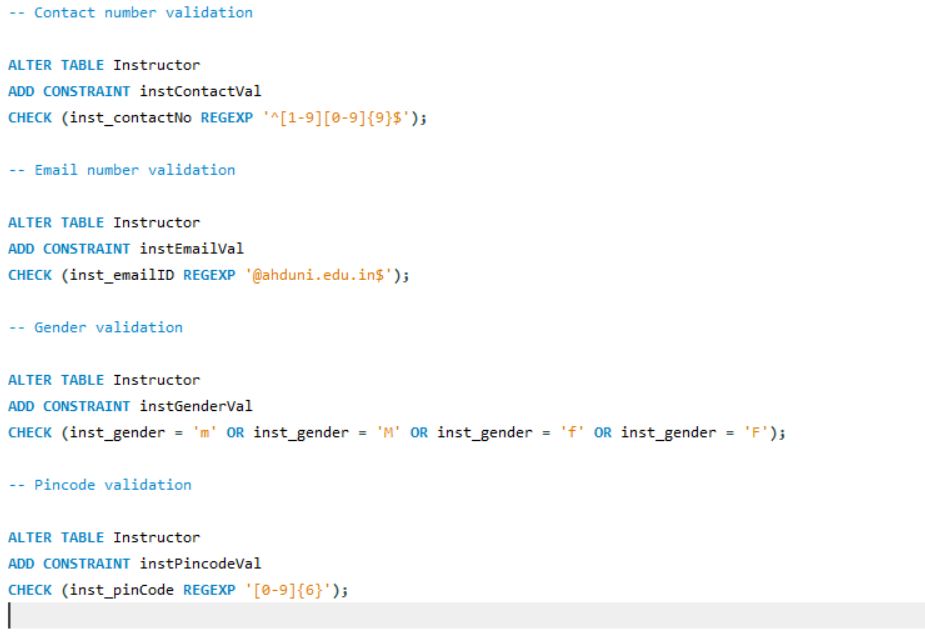 -- Contact number validation
ALTER TABLE Instructor
ADD CONSTRAINT instContactVal
CHECK (inst_contactNo REGEXP '^[1-9][0-9]{9}$');
-- Email number validation
ALTER TABLE Instructor
ADD CONSTRAINT instEmailVal
CHECK (inst_emailID REGEXP '@ahduni.edu.in$');
-- Gender validation
ALTER TABLE Instructor
ADD CONSTRAINT instGenderVal
CHECK (inst_gender = 'm' OR inst_gender = 'M' OR inst_gender = 'f' OR inst_gender = 'F');
-- Pincode validation
ALTER TABLE Instructor
ADD CONSTRAINT instPincodeVal
CHECK (inst_pinCode REGEXP '[0-9]{6}');